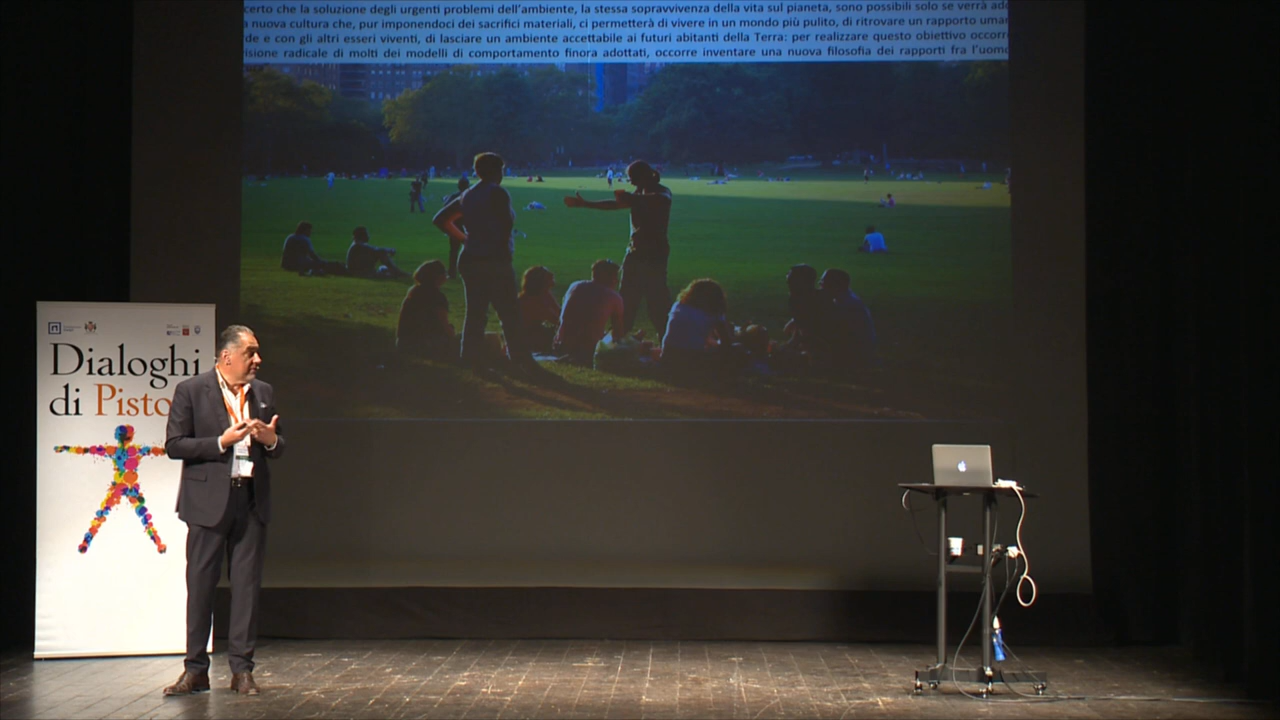 certo che la soluzione degli urgenti problemi dell'ambiente, la stessa sopravvivenza della vita sul pianeta, sono possibili solo se verrà
nuova cultura che, pur imponendoci dei sacrifici materiali, ci permetterà di vivere in un mondo più pulito, di ritrovare un rapporto
e con gli altri esseri viventi, di lasciare un ambiente accettabile ai futuri abitanti della Terra: per realizzare questo obiettivo
radicale di molti dei modelli di comportamento finora adottati, occorre inventare una nuova filosofia dei rapporti fra l'uomo
Dialoghi
di Pisto